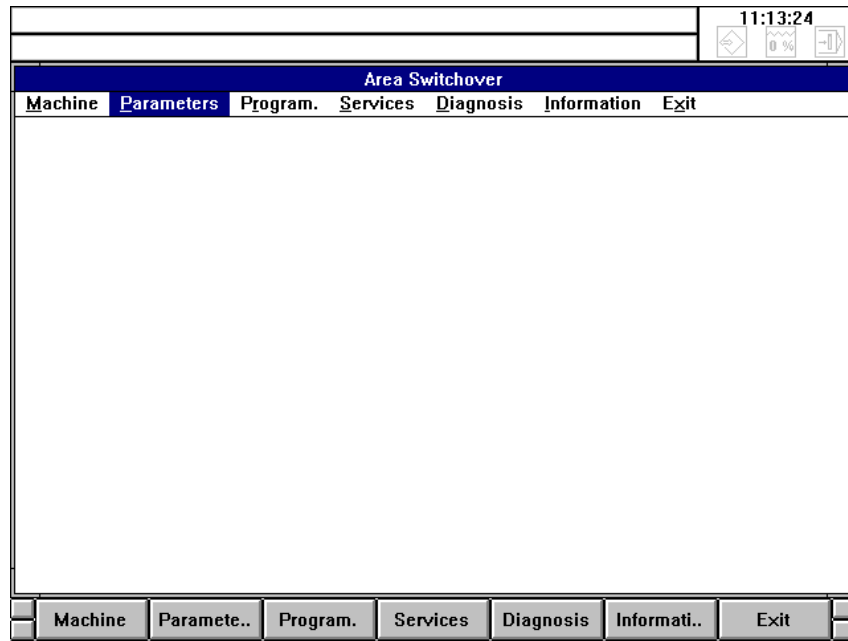 11:13:24
0 %
Area Switchover
Machine Parameters Program. Services Diagnosis Information Exit
Machine Paramete.. Program. Services Diagnosis Informati.. Exit